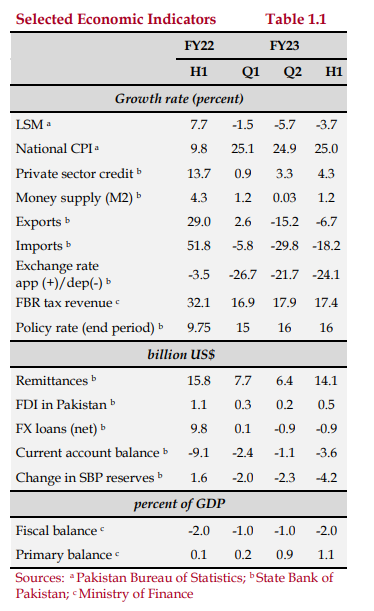 Selected Economic Indicators Table 1.1
FY22 FY23
H1 Q1 Q2 H1
Growth rate (percent)
LSM a 7.7 -1.5 -5.7 -3.7
National CPI a 9.8 25.1 24.9 25.0
Private sector credit b 13.7 0.9 3.3 4.3
Money supply (M2) b 4.3 1.2 0.03 1.2
Exports b 29.0 2.6 -15.2 -6.7
Imports b 51.8 -5.8 -29.8 -18.2
Exchange rate
app (+)/dep(-) b -3.5 -26.7 -21.7 -24.1
FBR tax revenue c 32.1 16.9 17.9 17.4
Policy rate (end period) b 9.75 15 16 16
billion US$
Remittances b 15.8 7.7 6.4 14.1
FDI in Pakistan b 1.1 0.3 0.2 0.5
FX loans (net) b 9.8 0.1 -0.9 -0.9
Current account balance b -9.1 -2.4 -1.1 -3.6
Change in SBP reserves b 1.6 -2.0 -2.3 -4.2
percent of GDP
Fiscal balance c -2.0 -1.0 -1.0 -2.0
Primary balance c 0.1 0.2 0.9 1.1
Sources: a Pakistan Bureau of Statistics; b State Bank of
Pakistan; c Ministry of Finance